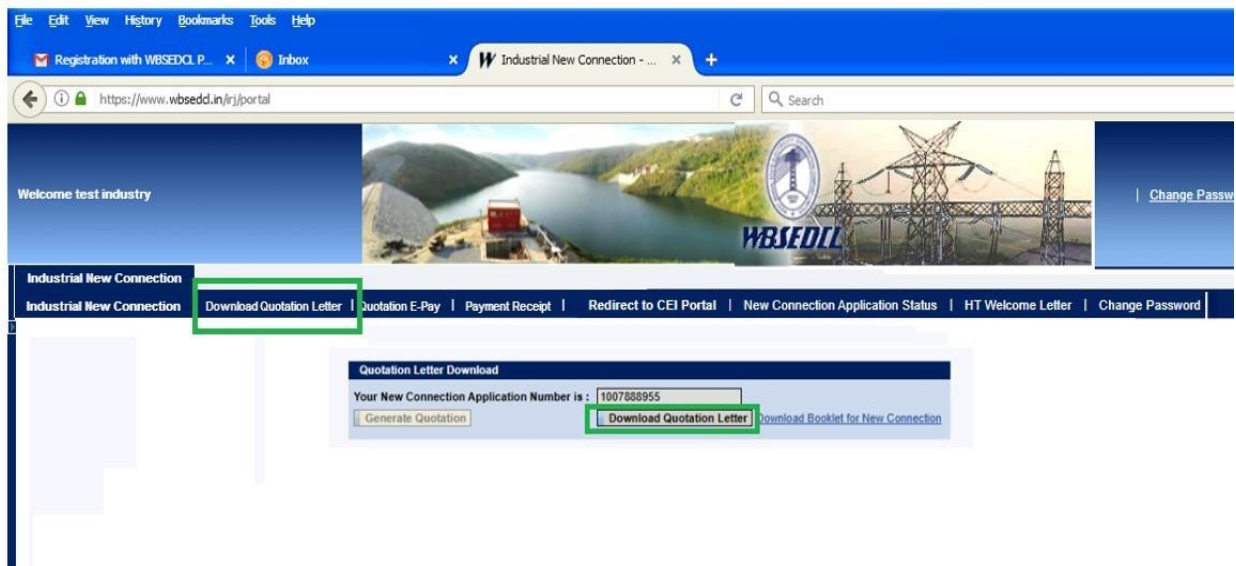 File Edit View History Bookmarks Tools Help
Registration with WBSEDCL P... × Inbox × W Industrial New Connection - ... × +
https://www.wbsedcl.in/irj/portal Search
Welcome test industry
WBSEDCL
| Change Passw
Industrial New Connection
Industrial New Connection Download Quotation Letter | Quotation E-Pay | Payment Receipt | Redirect to CEI Portal | New Connection Application Status | HT Welcome Letter | Change Password
Quotation Letter Download
Your New Connection Application Number is : 1007888955
Generate Quotation Download Quotation Letter Download Booklet for New Connection